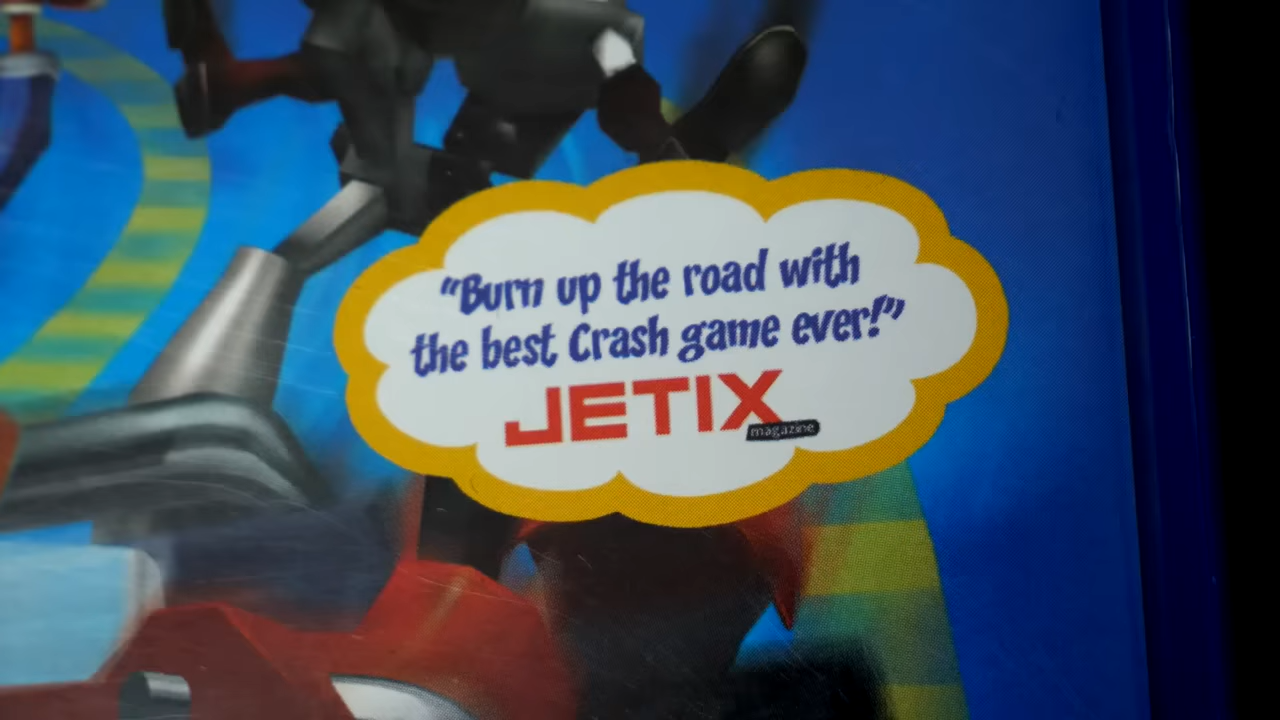 “Burn up the road with
the best Crash game ever!”
JETIX
magazine